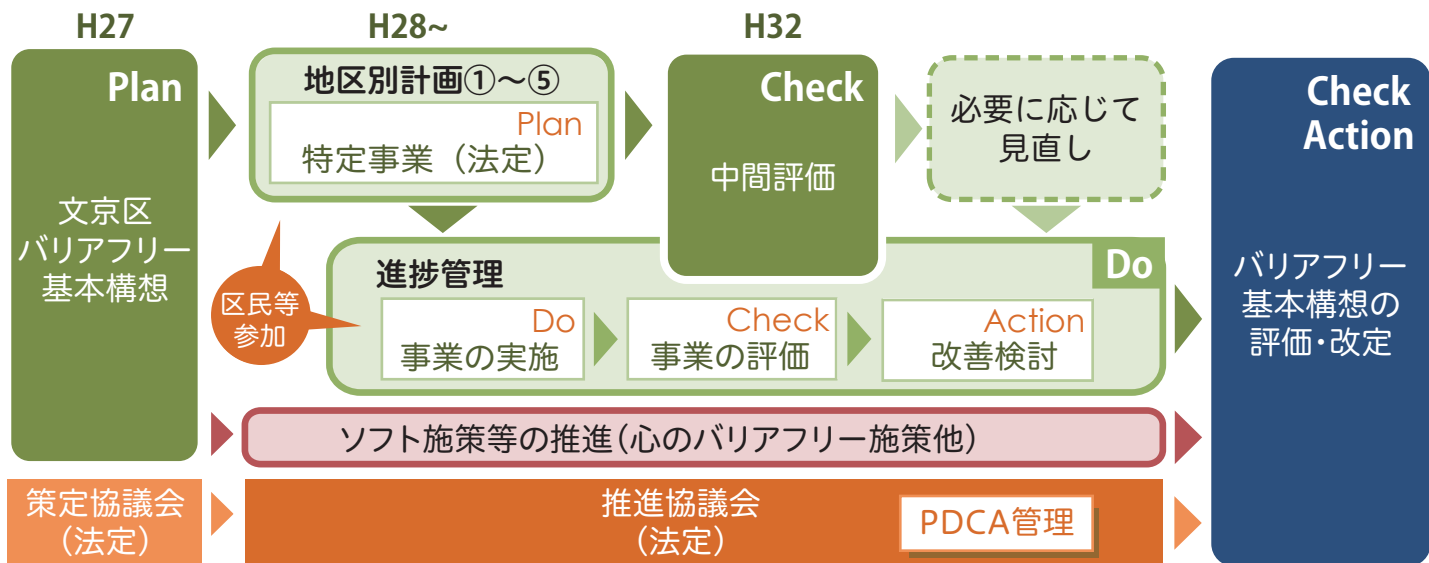 H27
H28~
H32
Plan
文京区
バリアフリー
基本構想
地区別計画①〜⑤
Plan
特定事業（法定）
Check
中間評価
必要に応じて
見直し
Check
Action
バリアフリー
基本構想の
評価・改定
区民等
参加
進捗管理
Do
Do
事業の実施
Check
事業の評価
Action
改善検討
ソフト施策等の推進（心のバリアフリー施策他）
策定協議会
（法定）
推進協議会
（法定）
PDCA管理